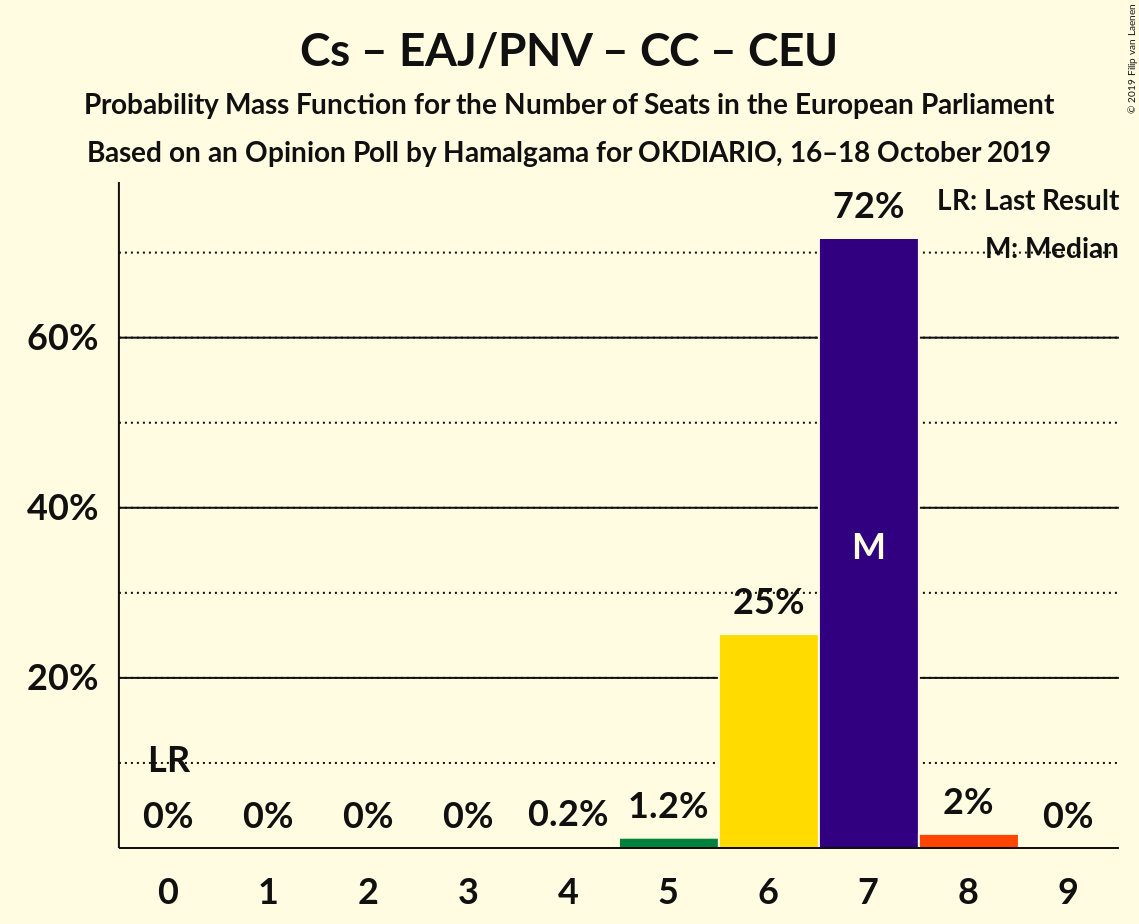 Cs – EAJ/PNV – CC – CEU
Probability Mass Function for the Number of Seats in the European Parliament
Based on an Opinion Poll by Hamalgama for OKDIARIO, 16–18 October 2019
© 2019 Filip van Laenen
LR: Last Result
M: Median
72%
60%
40%
M
25%
20%
LR
0% 0% 0% 0% 0.2% 1.2% 2% 0%
0 1 2 3 4 5 6 7 8 9